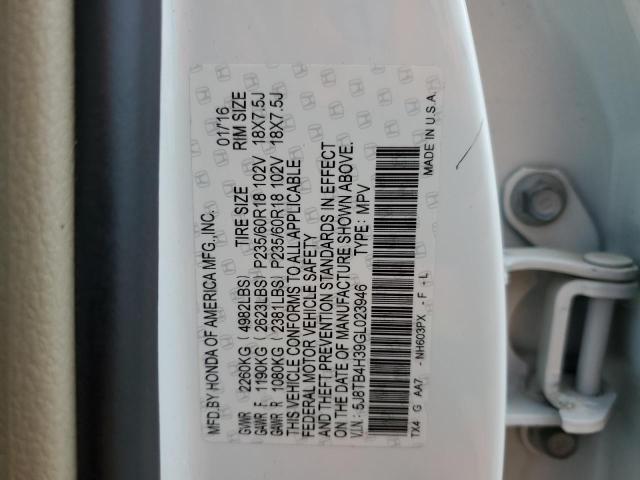 MFD.BY HONDA OF AMERICA MFG.,INC. 01/16
TIRE SIZE RIM SIZE
GVWR 2260KG (4982LBS)
GAWR F 1190KG (2623LBS) P235/60R18 102V 18X7.5J
GAWR R 1080KG (2381LBS) P235/60R18 102V 18X7.5J
THIS VEHICLE CONFORMS TO ALL APPLICABLE
FEDERAL MOTOR VEHICLE SAFETY
AND THEFT PREVENTION STANDARDS IN EFFECT
ON THE DATE OF MANUFACTURE SHOWN ABOVE.
V.I.N.: 5J8TB4H39GL023946 TYPE: MPV
TX4 G AA7 - NH603PX - F - L MADE IN U.S.A.